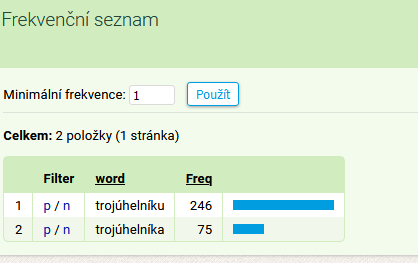 Frekvenční seznam
Minimální frekvence: 1 Použít
Celkem: 2 položky (1 stránka)
Filter word Freq
1 p / n trojúhelníku 246
2 p / n trojúhelníka 75